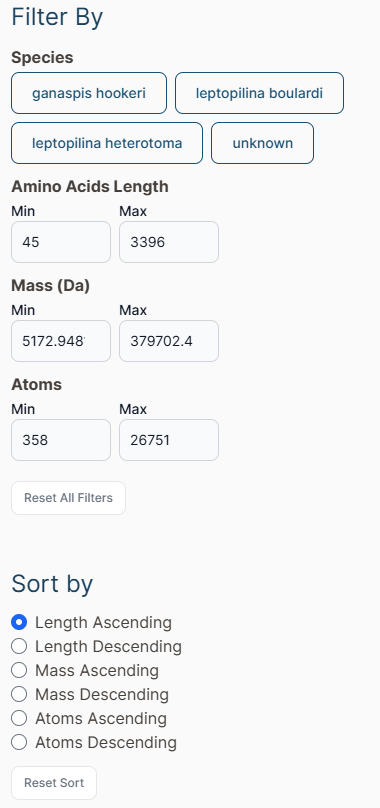 Filter By
Species
ganaspis hookeri leptopilina boulardi
leptopilina heterotoma unknown
Amino Acids Length
Min Max
45 3396
Mass (Da)
Min Max
5172.948 379702.4
Atoms
Min Max
358 26751
Reset All Filters
Sort by
Length Ascending
Length Descending
Mass Ascending
Mass Descending
Atoms Ascending
Atoms Descending
Reset Sort